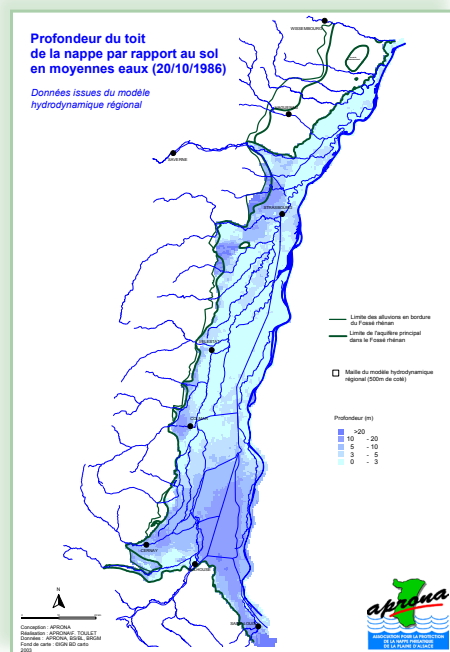 Profondeur du toit
de la nappe par rapport au sol
en moyennes eaux (20/10/1986)
Données issues du modèle
hydrodynamique régional
WISSEMBOURG
HAGUENAU
SAVERNE
STRASBOURG
SELESTAT
COLMAR
CERNAY
MULHOUSE
SAINT-LOUIS
Limite des alluvions en bordure
du Fossé rhénan
Limite de l'aquifère principal
dans le Fossé rhénan
Maille du modèle hydrodynamique
régional (500m de coté)
Profondeur (m)
>20
10 - 20
5 - 10
3 - 5
0 - 3
N
Conception : APRONA
Réalisation : APRONA/F. TOULET
Données : APRONA, BS/BL, BRGM
Fond de carte : ©IGN BD carto
2003
aprona
ASSOCIATION POUR LA PROTECTION
DE LA NAPPE PHREATIQUE
DE LA PLAINE D'ALSACE